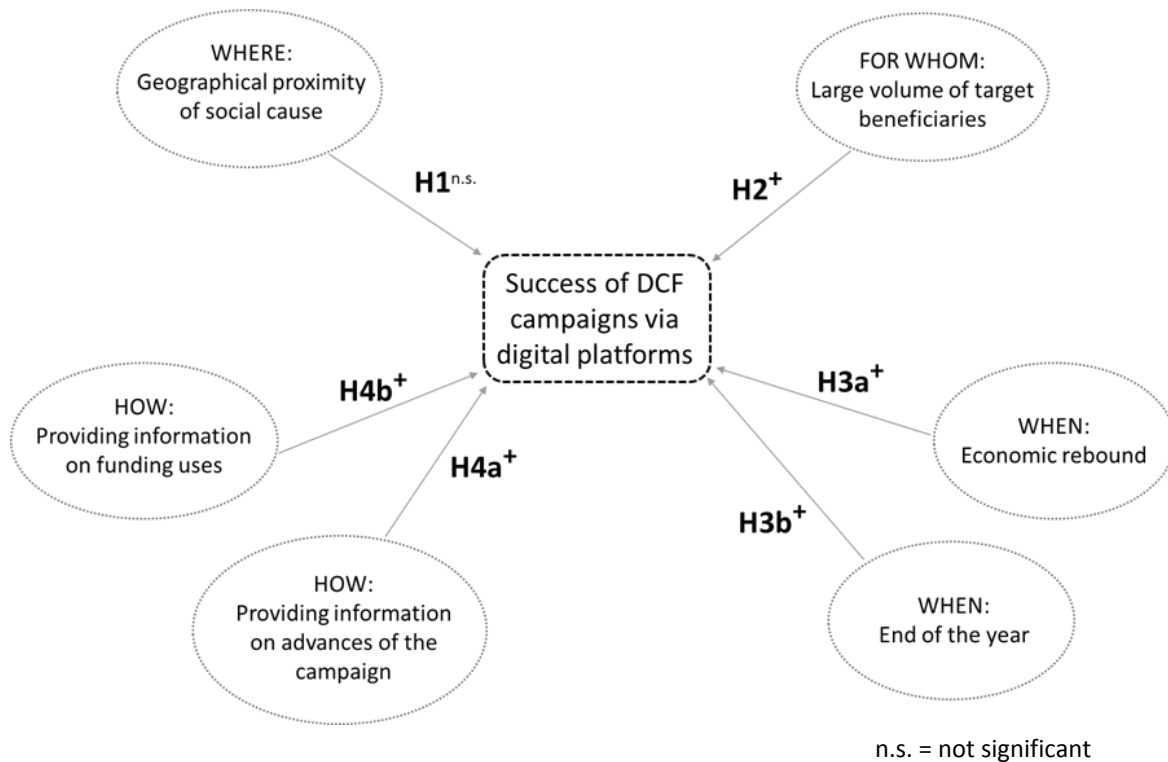 WHERE:
Geographical proximity
of social cause
FOR WHOM:
Large volume of target
beneficiaries
H1n.s.
H2+
Success of DCF
campaigns via
digital platforms
H4b+
H3a+
HOW:
Providing information
on funding uses
WHEN:
Economic rebound
H4a+
H3b+
HOW:
Providing information
on advances of the
campaign
WHEN:
End of the year
n.s. = not significant